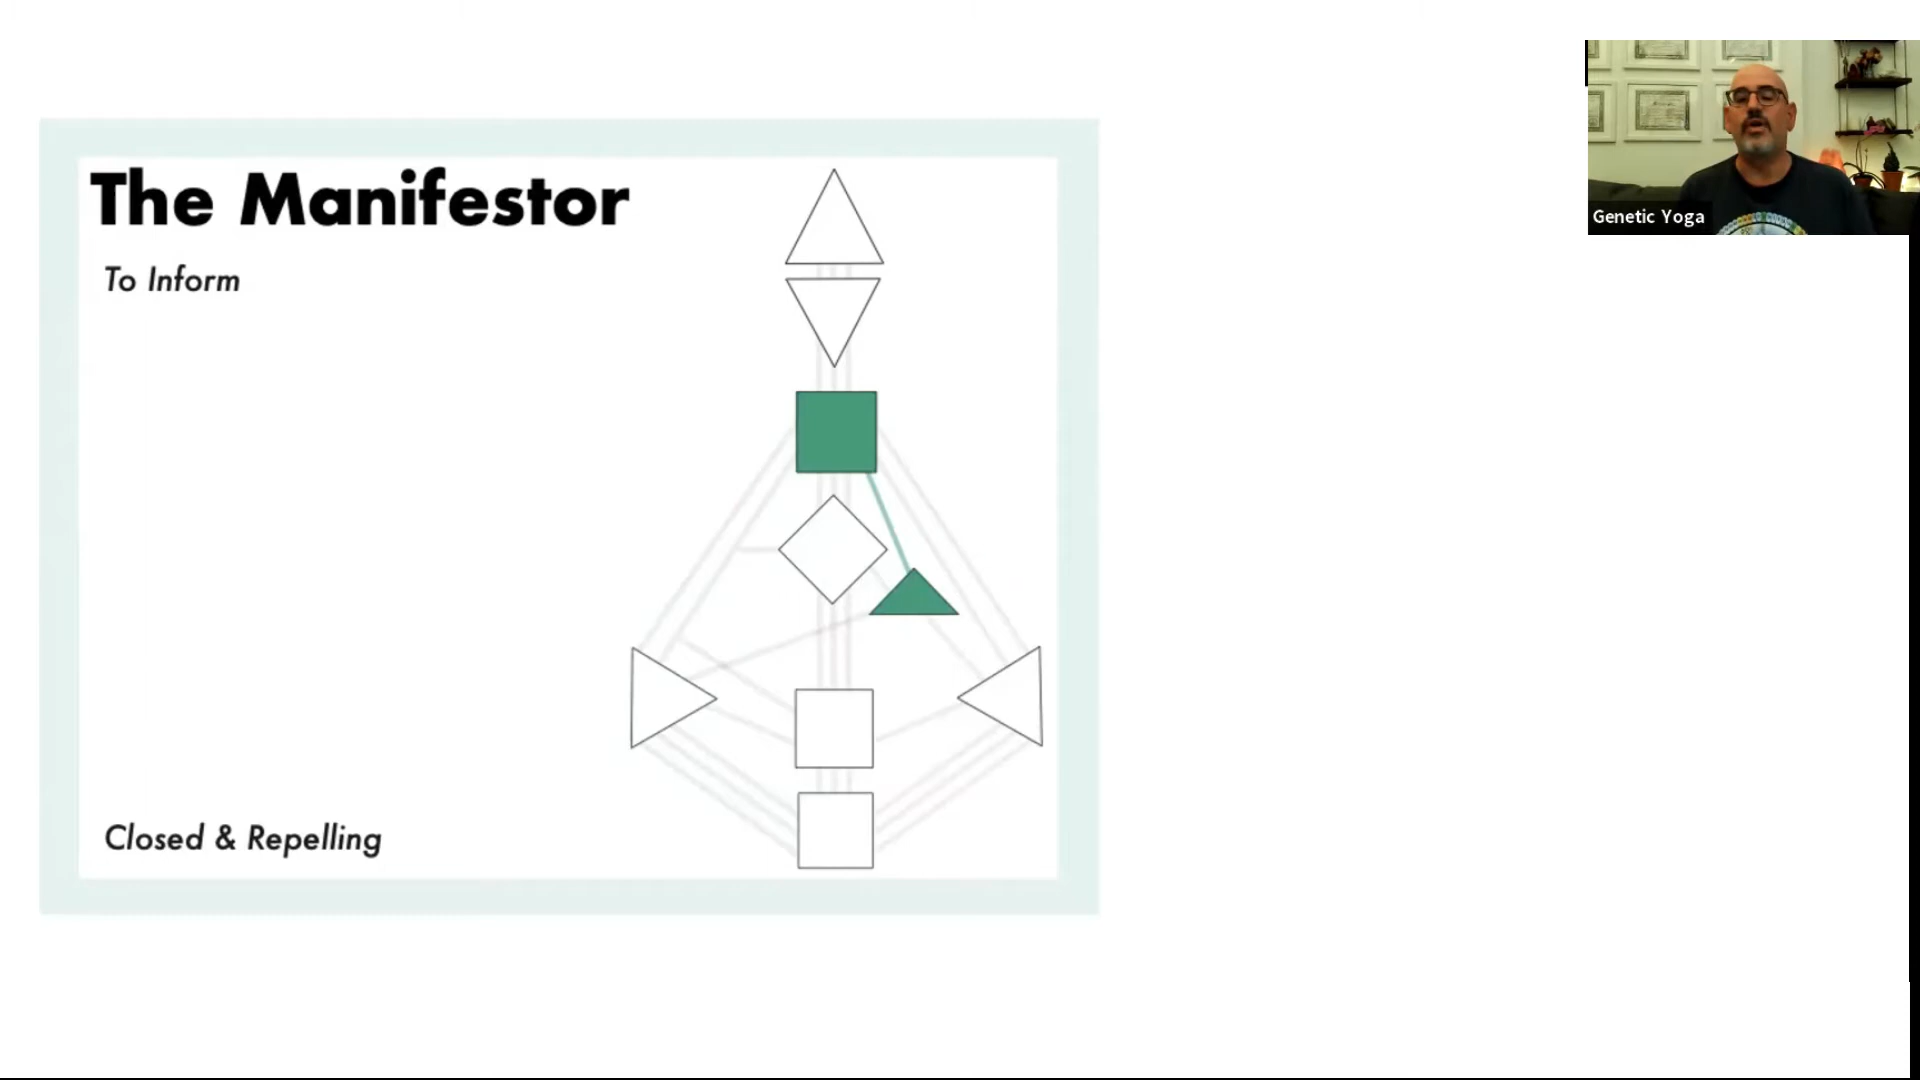 The Manifestor
To Inform
Closed & Repelling
Genetic Yoga